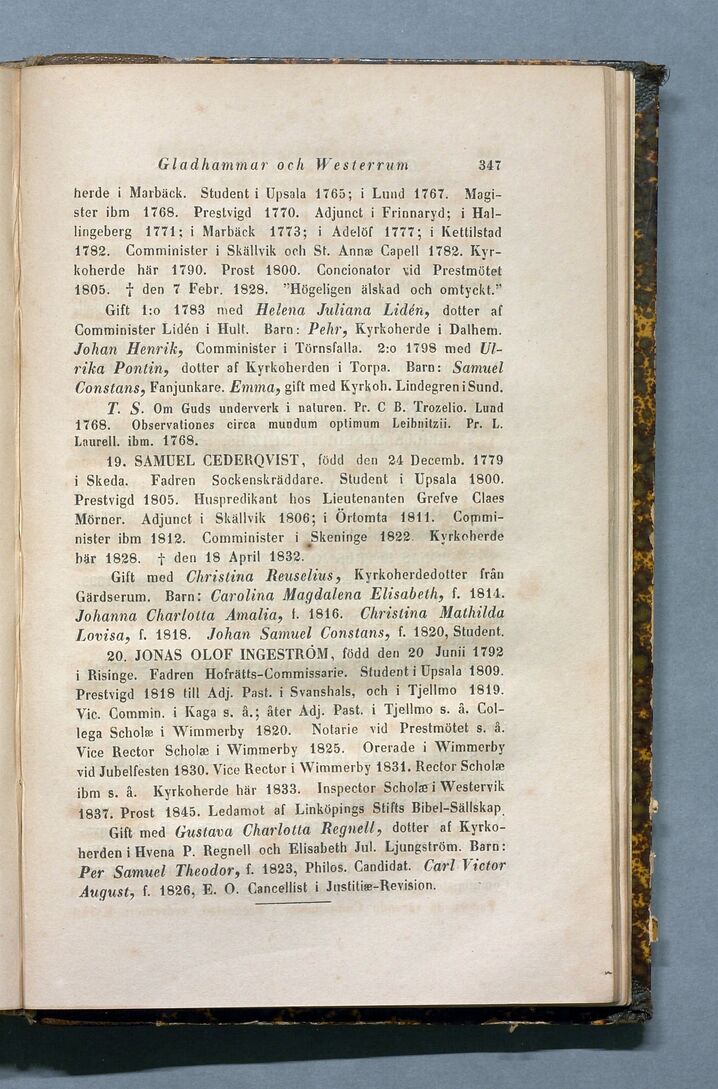 Gladhammar och Westerrum 347
herde i Marbäck. Student i Upsala 1765; i Lund 1767. Magi-
ster ibm 1768. Prestvigd 1770. Adjunct i Frinnaryd; i Hal-
lingeberg 1771; i Marbäck 1773; i Adelöf 1777; i Kettilstad
1782. Comminister i Skällvik och St. Annæ Capell 1782. Kyr-
koherde här 1790. Prost 1800. Concionator vid Prestmötet
1805. † den 7 Febr. 1828. ”Högeligen älskad och omtyckt.”
Gift 1:o 1783 med Helena Juliana Lidén, dotter af
Comminister Lidén i Hult. Barn: Pehr, Kyrkoherde i Dalhem.
Johan Henrik, Comminister i Törnsfalla. 2:o 1798 med Ul-
rika Pontin, dotter af Kyrkoherden i Torpa. Barn: Samuel
Constans, Fanjunkare. Emma, gift med Kyrkoh. Lindegren i Sund.
T. S. Om Guds underverk i naturen. Pr. C B. Trozelio. Lund
1768. Observationes circa mundum optimum Leibnitzii. Pr. L.
Laurell. ibm. 1768.
19. SAMUEL CEDERQVIST, född den 24 Decemb. 1779
i Skeda. Fadren Sockenskräddare. Student i Upsala 1800.
Prestvigd 1805. Huspredikant hos Lieutenanten Grefve Claes
Mörner. Adjunct i Skällvik 1806; i Örtomta 1811. Commi-
nister ibm 1812. Comminister i Skeninge 1822. Kyrkoherde
här 1828. † den 18 April 1832.
Gift med Christina Reuselius, Kyrkoherdedotter från
Gärdserum. Barn: Carolina Magdalena Elisabeth, f. 1814.
Johanna Charlotta Amalia, f. 1816. Christina Mathilda
Lovisa, f. 1818. Johan Samuel Constans, f. 1820, Student.
20. JONAS OLOF INGESTRÖM, född den 20 Junii 1792
i Risinge. Fadren Hofrätts-Commissarie. Student i Upsala 1809.
Prestvigd 1818 till Adj. Past. i Svanshals, och i Tjellmo 1819.
Vic. Commin. i Kaga s. å.; åter Adj. Past. i Tjellmo s. å. Col-
lega Scholæ i Wimmerby 1820. Notarie vid Prestmötet s. å.
Vice Rector Scholæ i Wimmerby 1825. Orerade i Wimmerby
vid Jubelfesten 1830. Vice Rector i Wimmerby 1831. Rector Scholæ
ibm s. å. Kyrkoherde här 1833. Inspector Scholæ i Westervik
1837. Prost 1845. Ledamot af Linköpings Stifts Bibel-Sällskap.
Gift med Gustava Charlotta Regnell, dotter af Kyrko-
herden i Hvena P. Regnell och Elisabeth Jul. Ljungström. Barn:
Per Samuel Theodor, f. 1823, Philos. Candidat. Carl Victor
August, f. 1826, E. O. Cancellist i Justitiæ-Revision.